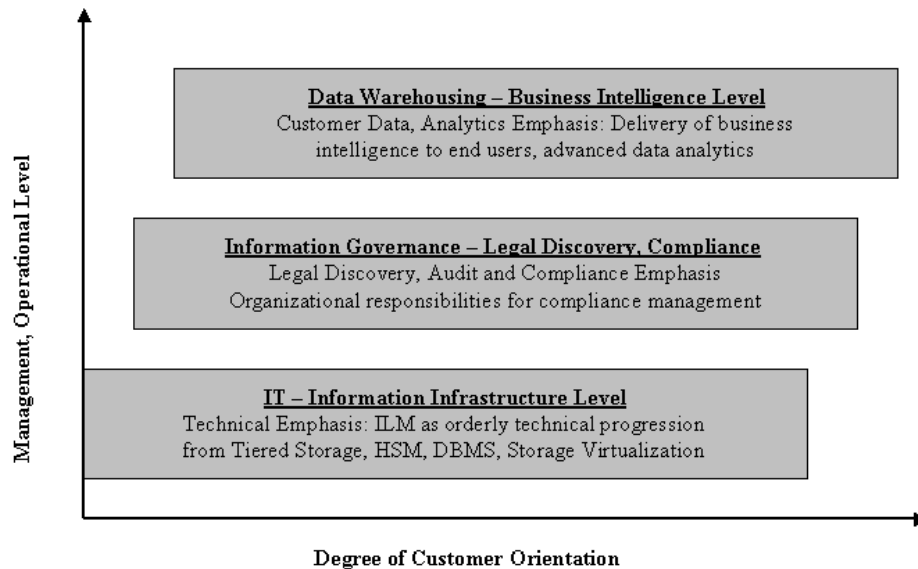 Data Warehousing – Business Intelligence Level
Customer Data, Analytics Emphasis: Delivery of business
intelligence to end users, advanced data analytics
Information Governance – Legal Discovery, Compliance
Legal Discovery, Audit and Compliance Emphasis
Organizational responsibilities for compliance management
IT – Information Infrastructure Level
Technical Emphasis: ILM as orderly technical progression
from Tiered Storage, HSM, DBMS, Storage Virtualization
Management, Operational Level
Degree of Customer Orientation